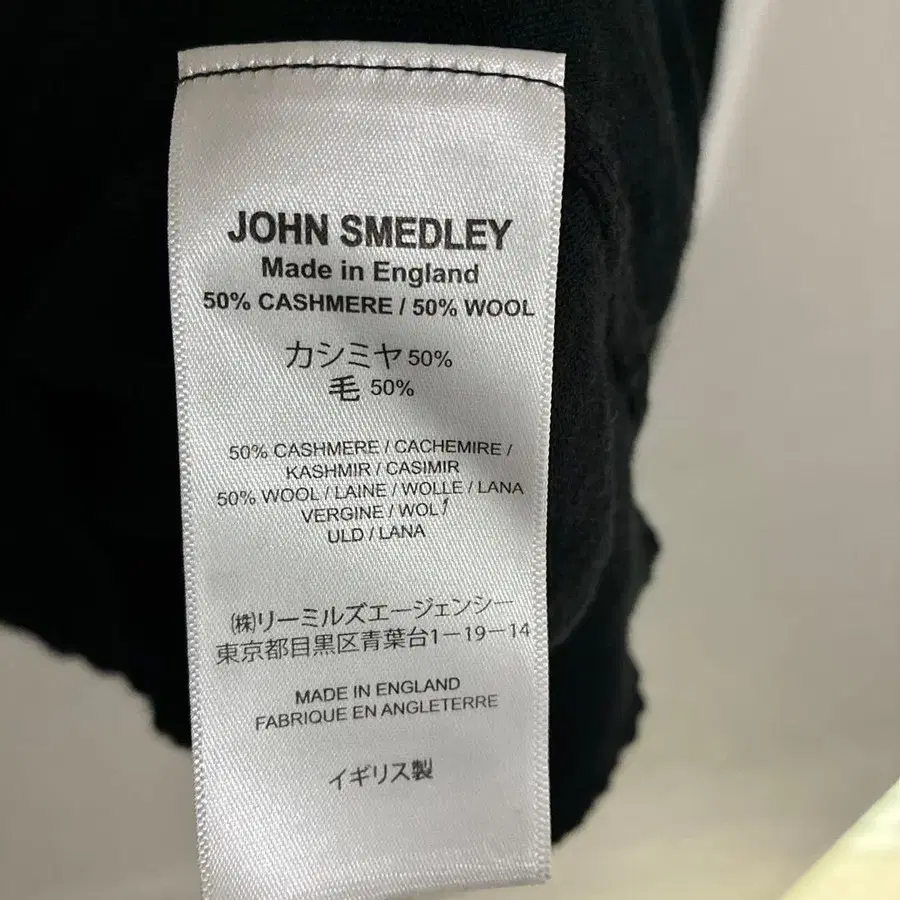 JOHN SMEDLEY
Made in England
50% CASHMERE / 50% WOOL
カシミヤ 50%
毛 50%
50% CASHMERE / CACHEMIRE /
KASHMIR / CASIMIR
50% WOOL / LAINE / WOLLE / LANA
VERGINE / WOL /
ULD / LANA
㈱リーミルズエージェンシー
東京都目黒区青葉台1-19-14
MADE IN ENGLAND
FABRIQUE EN ANGLETERRE
イギリス製